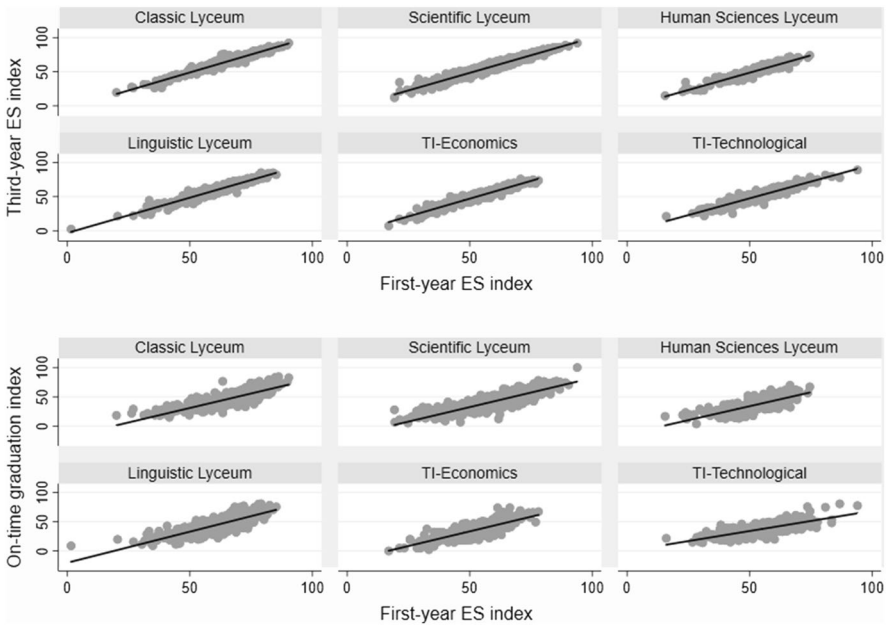 Classic Lyceum Scientific Lyceum Human Sciences Lyceum
100
50
0
Linguistic Lyceum TI-Economics TI-Technological
100
50
0
Third-year ES index
0 50 100 0 50 100 0 50 100
First-year ES index
Classic Lyceum Scientific Lyceum Human Sciences Lyceum
100
50
0
Linguistic Lyceum TI-Economics TI-Technological
100
50
0
On-time graduation index
0 50 100 0 50 100 0 50 100
First-year ES index